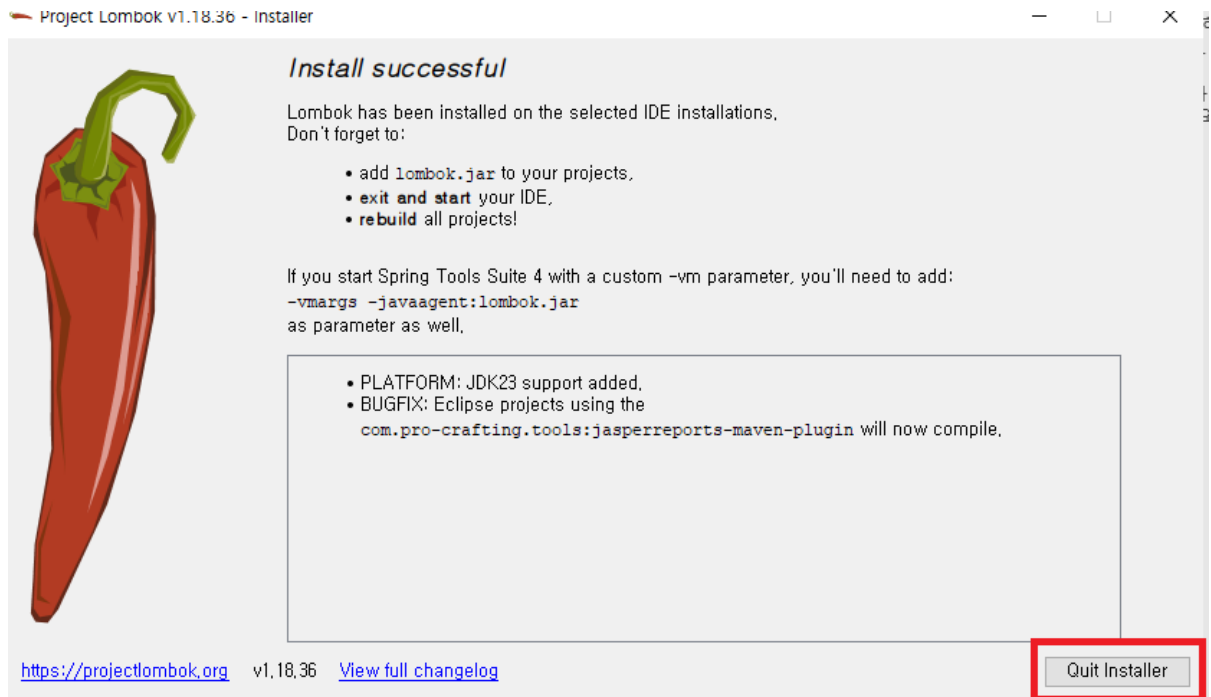 Project Lombok v1.18.36 - Installer
Install successful
Lombok has been installed on the selected IDE installations,
Don't forget to:
• add lombok.jar to your projects,
• exit and start your IDE,
• rebuild all projects!
If you start Spring Tools Suite 4 with a custom -vm parameter, you'll need to add:
-vmargs -javaagent:lombok.jar
as parameter as well,
• PLATFORM: JDK23 support added,
• BUGFIX: Eclipse projects using the
com.pro-crafting.tools:jasperreports-maven-plugin will now compile,
https://projectlombok.org v1.18.36 View full changelog Quit Installer